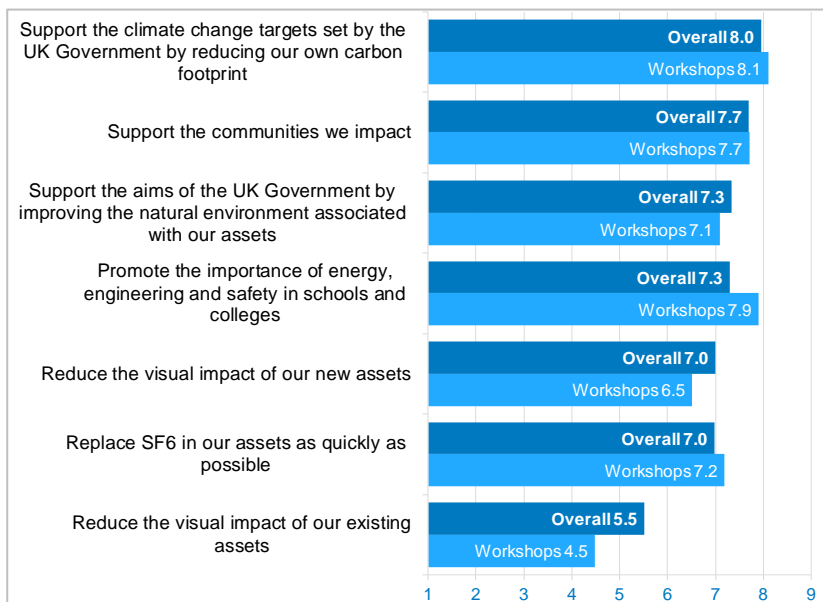 Support the climate change targets set by the
UK Government by reducing our own carbon
footprint
Overall 8.0
Workshops 8.1
Support the communities we impact
Overall 7.7
Workshops 7.7
Support the aims of the UK Government by
improving the natural environment associated
with our assets
Overall 7.3
Workshops 7.1
Promote the importance of energy,
engineering and safety in schools and
colleges
Overall 7.3
Workshops 7.9
Reduce the visual impact of our new assets
Overall 7.0
Workshops 6.5
Replace SF6 in our assets as quickly as
possible
Overall 7.0
Workshops 7.2
Reduce the visual impact of our existing
assets
Overall 5.5
Workshops 4.5
1 2 3 4 5 6 7 8 9